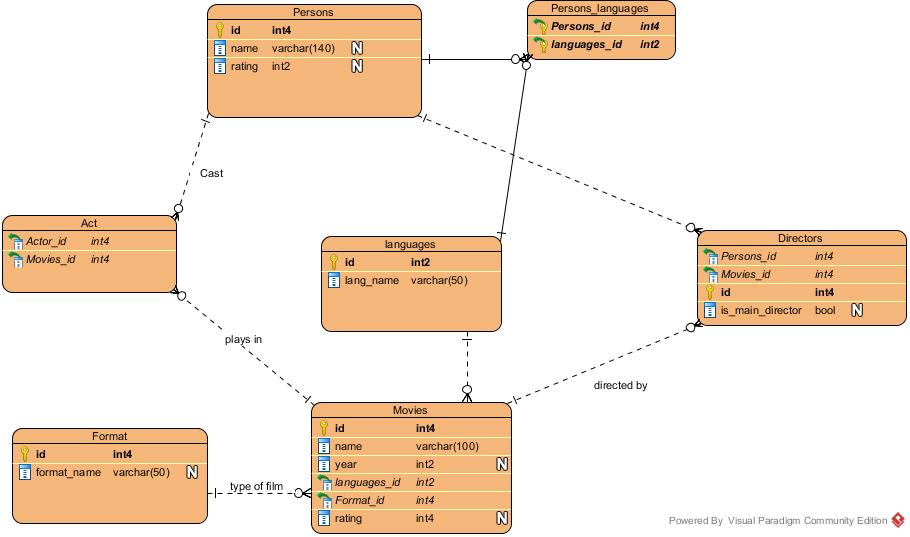 Persons
id int4
name varchar(140) N
rating int2 N
Persons_languages
Persons_id int4
languages_id int2
Cast
Act
Actor_id int4
Movies_id int4
languages
id int2
lang_name varchar(50)
Directors
Persons_id int4
Movies_id int4
id int4
is_main_director bool N
plays in
directed by
Movies
id int4
name varchar(100)
year int2 N
languages_id int2
Format_id int4
rating int4 N
Format
id int4
format_name varchar(50) N
type of film
Powered By Visual Paradigm Community Edition